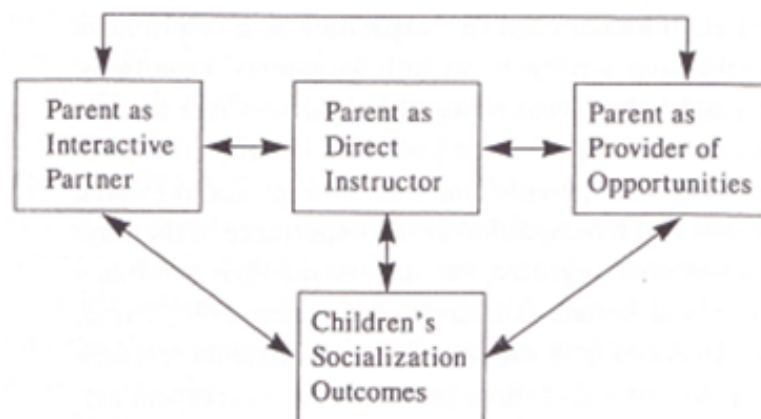 Parent as
Interactive
Partner
Parent as
Direct
Instructor
Parent as
Provider of
Opportunities
Children's
Socialization
Outcomes